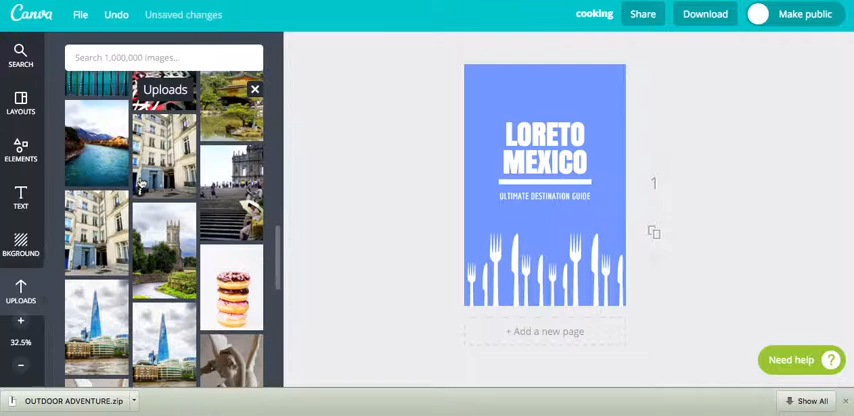 Canva
File
Undo
Unsaved changes
cooking
Share
Download
Make public
SEARCH
LAYOUTS
ELEMENTS
TEXT
BKGROUND
UPLOADS
+
32.5%
-
Search 1,000,000 images...
Uploads
×
LORETO
MEXICO
ULTIMATE DESTINATION GUIDE
1
+ Add a new page
Need help ?
OUTDOOR ADVENTURE.zip
Show All
×